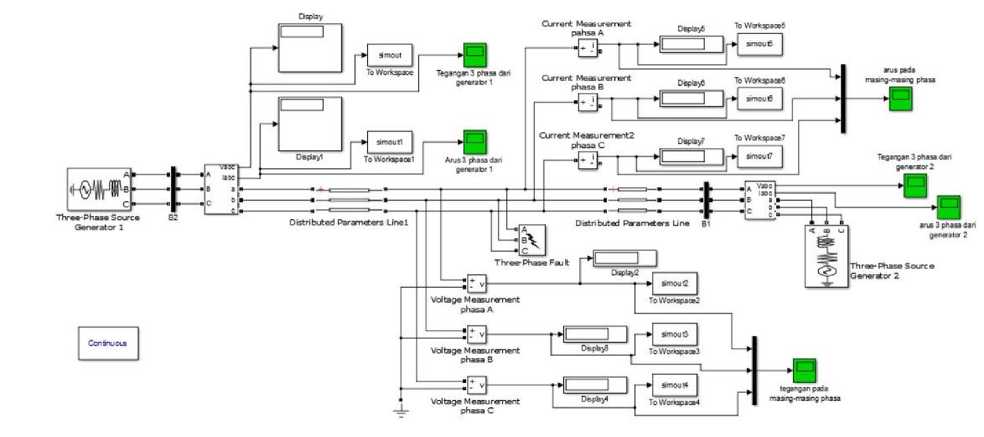 Display
simout
To Workspace
Tegangan 3 phasa dari
generator 1
Display1
simout1
To Workspace1
Arus 3 phasa dari
generator 1
Current Measurement
pahsa A
Display5
To Workspace5
simout5
Current Measurement
phasa B
Display6
To Workspace6
simout6
Current Measurement2
phasa C
Display7
To Workspace7
simout7
arus pada
masing-masing phasa
Tegangan 3 phasa dari
generator 2
arus 3 phasa dari
generator 2
A
B
C
Three-Phase Source
Generator 1
B2
A
B
C
Vabc
Iabc
a
b
c
Distributed Parameters Line1
Distributed Parameters Line
B1
A
B
C
Vabc
Iabc
a
b
c
A
B
C
Three-Phase Fault
A B C
Three-Phase Source
Generator 2
Display2
simout2
To Workspace2
Voltage Measurement
phasa A
Continuous
Voltage Measurement
phasa B
Display3
simout3
To Workspace3
Voltage Measurement
phasa C
Display4
simout4
To Workspace4
tegangan pada
masing-masing phasa